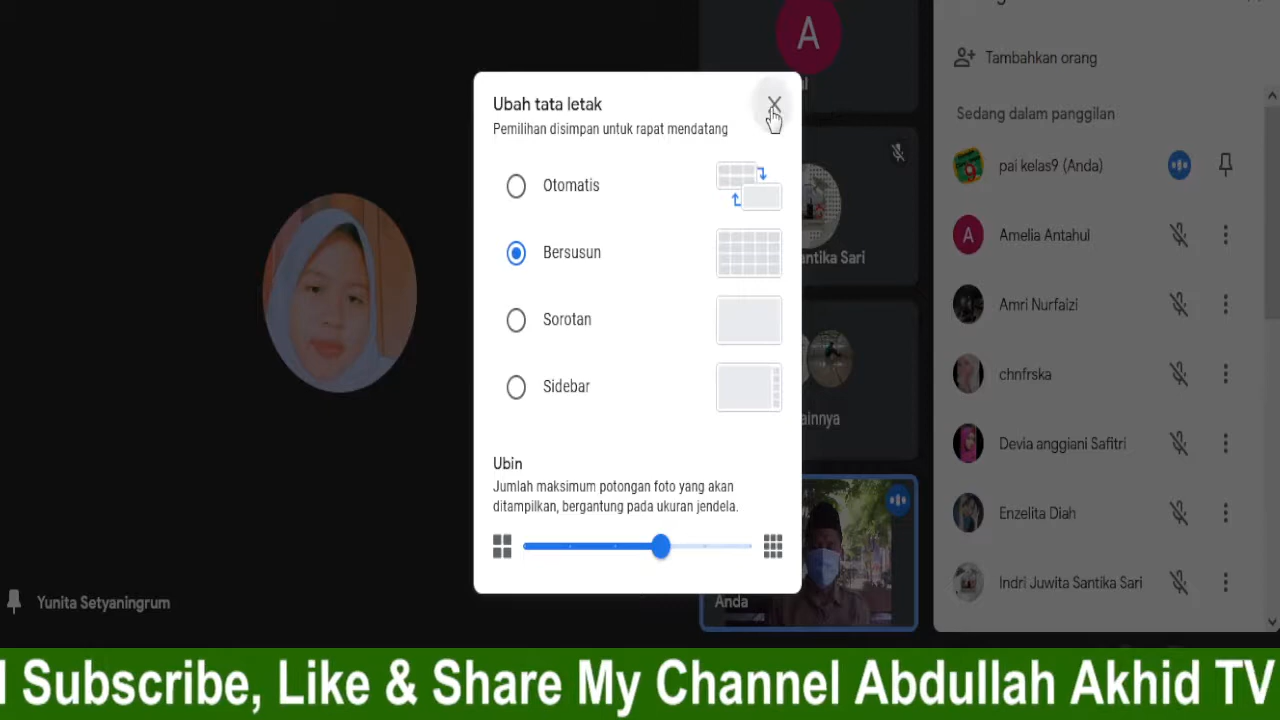 Ubah tata letak
Pemilihan disimpan untuk rapat mendatang
Otomatis
Bersusun
Sorotan
Sidebar
Ubin
Jumlah maksimum potongan foto yang akan
ditampilkan, bergantung pada ukuran jendela.
Yunita Setyaningrum
A
ntika Sari
ainnya
Anda
Tambahkan orang
Sedang dalam panggilan
pai kelas9 (Anda)
A
Amelia Antahul
Amri Nurfaizi
chnfrska
Devia anggiani Safitri
Enzelita Diah
Indri Juwita Santika Sari
Subscribe, Like & Share My Channel Abdullah Akhid TV